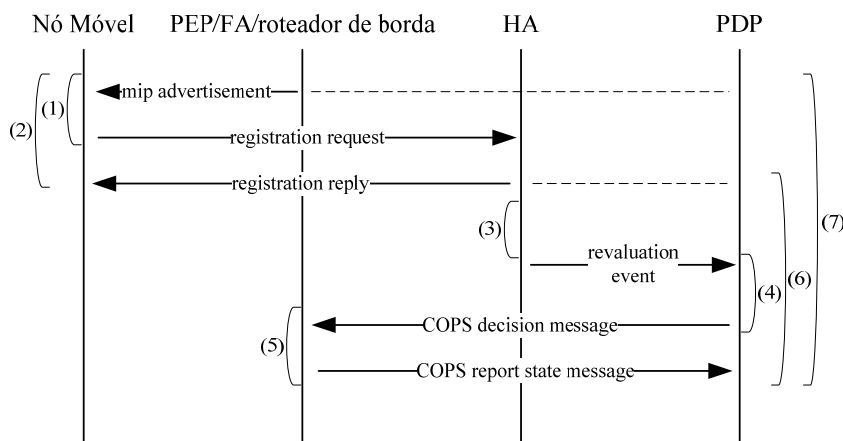 Nó Móvel PEP/FA/roteador de borda HA PDP
mip advertisement
(1)
(2)
registration request
registration reply
(3)
(7)
revaluation
event
(6)
(4)
COPS decision message
(5)
COPS report state message